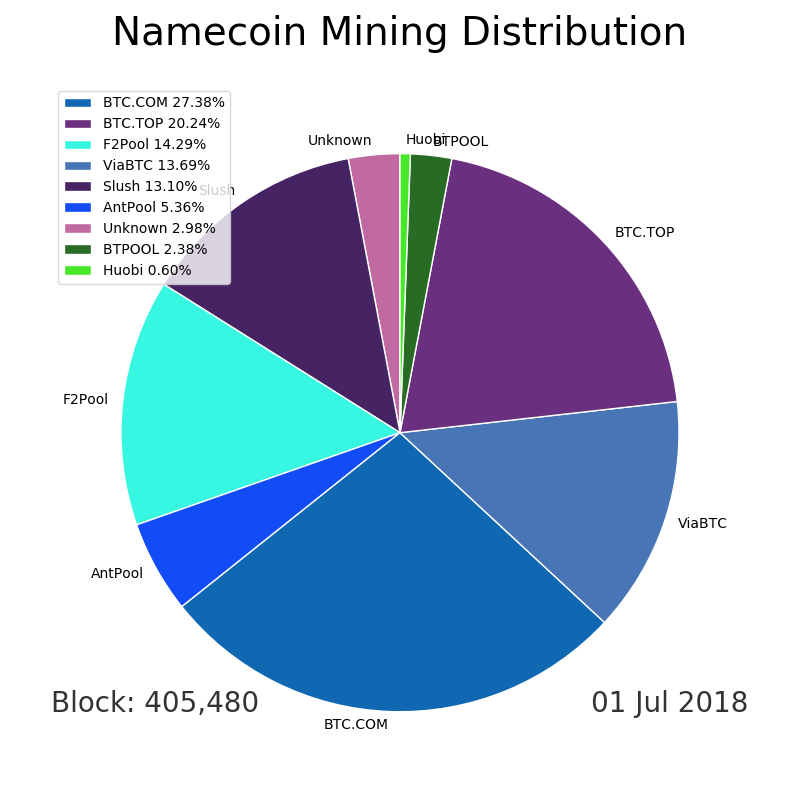 Namecoin Mining Distribution
BTC.COM 27.38%
BTC.TOP 20.24%
F2Pool 14.29%
ViaBTC 13.69%
Slush 13.10%
AntPool 5.36%
Unknown 2.98%
BTPOOL 2.38%
Huobi 0.60%
Unknown
Huobi
BTPOOL
Slush
BTC.TOP
F2Pool
ViaBTC
AntPool
BTC.COM
Block: 405,480
01 Jul 2018